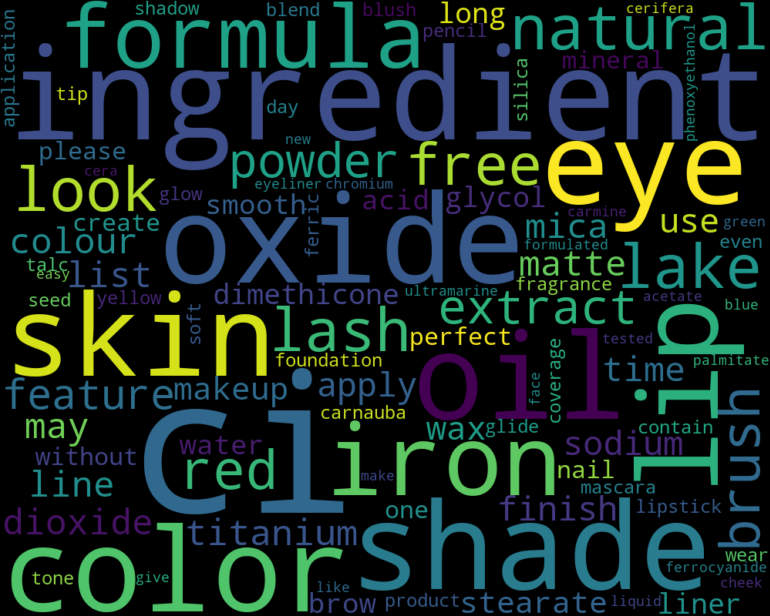 shadow
blend
blush
long
cerifera
formula
pencil
natural
application
ingredient
mineral
silica
phenoxyethanol
tip
day
new
please
powder
free
eye
look
cera
glow
eyeliner
chromium
smooth
ferric
acid
glycol
carmine
create
colour
oxide
mica
use
green
formulated
even
talc
easy
list
matte
lake
fragrance
seed
yellow
dimethicone
ultramarine
extract
acetate
blue
skin
soft
lash
perfect
tested
lip
foundation
palmitate
feature
makeup
apply
oil
face
coverage
time
carnauba
may
ci
wax
glide
contain
brush
water
sodium
without
red
iron
nail
line
make
mascara
dioxide
titanium
one
finish
lipstick
color
shade
wear
tone
give
ferrocyanide
like
cheek
brow
product
stearate
liquid
liner